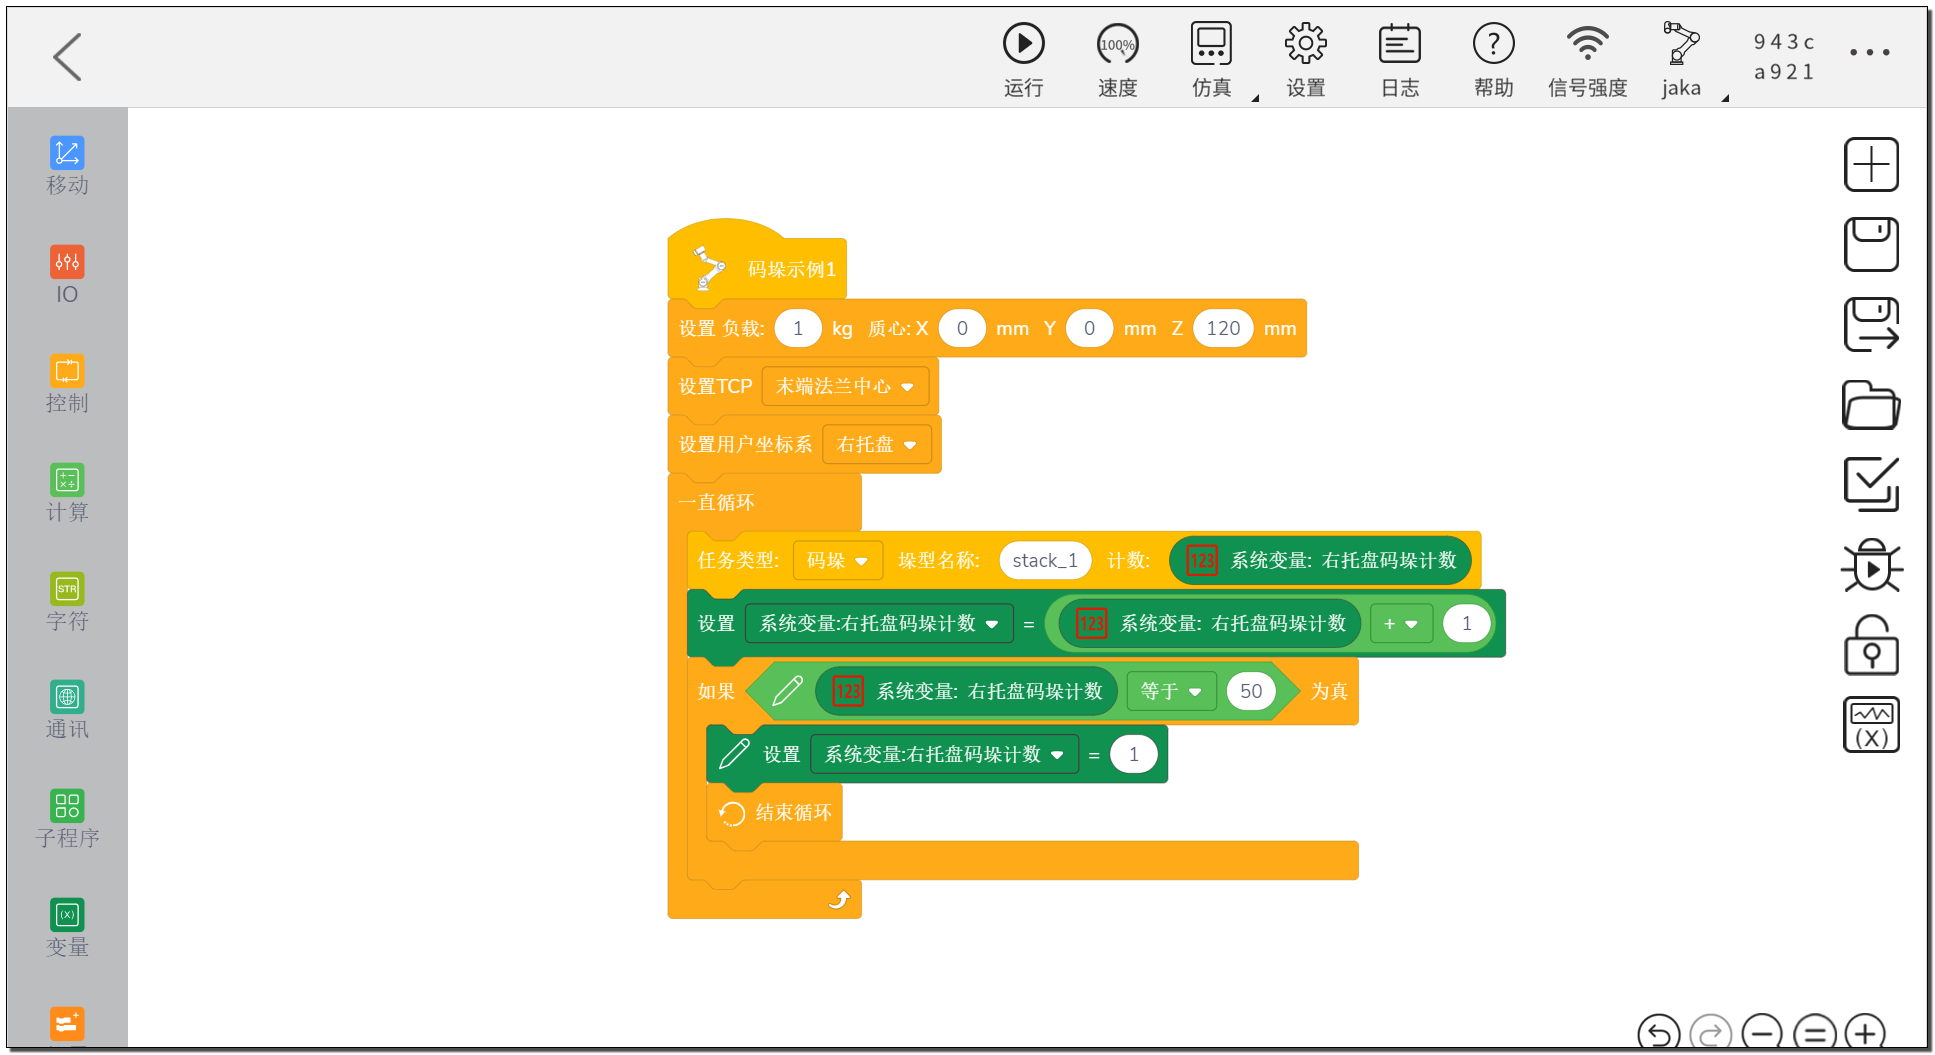 100%
运行
速度
仿真
设置
日志
帮助
信号强度
jaka
943c
a921
移动
IO
控制
计算
STR
字符
通讯
子程序
(X)
变量
码垛示例1
设置 负载: 1 kg 质心: X 0 mm Y 0 mm Z 120 mm
设置TCP 末端法兰中心
设置用户坐标系 右托盘
一直循环
任务类型: 码垛 垛型名称: stack_1 计数: 123 系统变量: 右托盘码垛计数
设置 系统变量:右托盘码垛计数 = 123 系统变量: 右托盘码垛计数 + 1
如果 123 系统变量: 右托盘码垛计数 等于 50 为真
设置 系统变量:右托盘码垛计数 = 1
结束循环
(X)